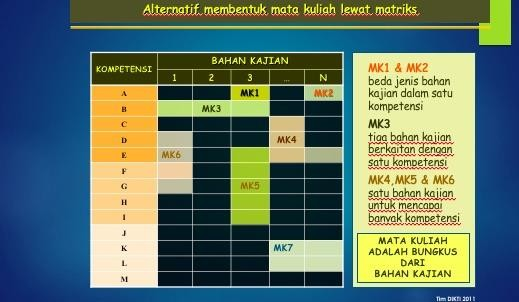 Alternatif membentuk mata kuliah lewat matriks
KOMPETENSI
BAHAN KAJIAN
1 2 3 ... N
A MK1 MK2
B MK3
C
D MK4
E MK6
F
G MK5
H
I
J
K MK7
L
M
MK1 & MK2
beda jenis bahan
kajian dalam satu
kompetensi
MK3
tiga bahan kajian
berkaitan dengan
satu kompetensi
MK4,MK5 & MK6
satu bahan kajian
untuk mencapai
banyak kompetensi
MATA KULIAH
ADALAH BUNGKUS
DARI
BAHAN KAJIAN
Tim DIKTI 2011